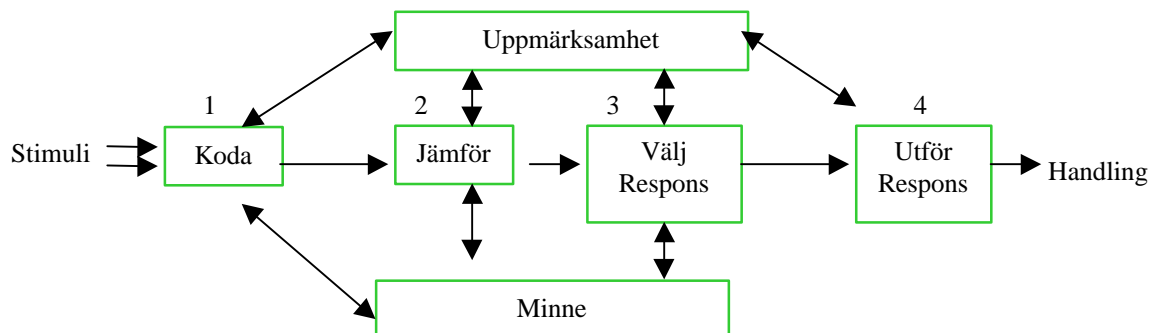 Uppmärksamhet
1
2
3
4
Stimuli
Koda
Jämför
Välj
Respons
Utför
Respons
Handling
Minne